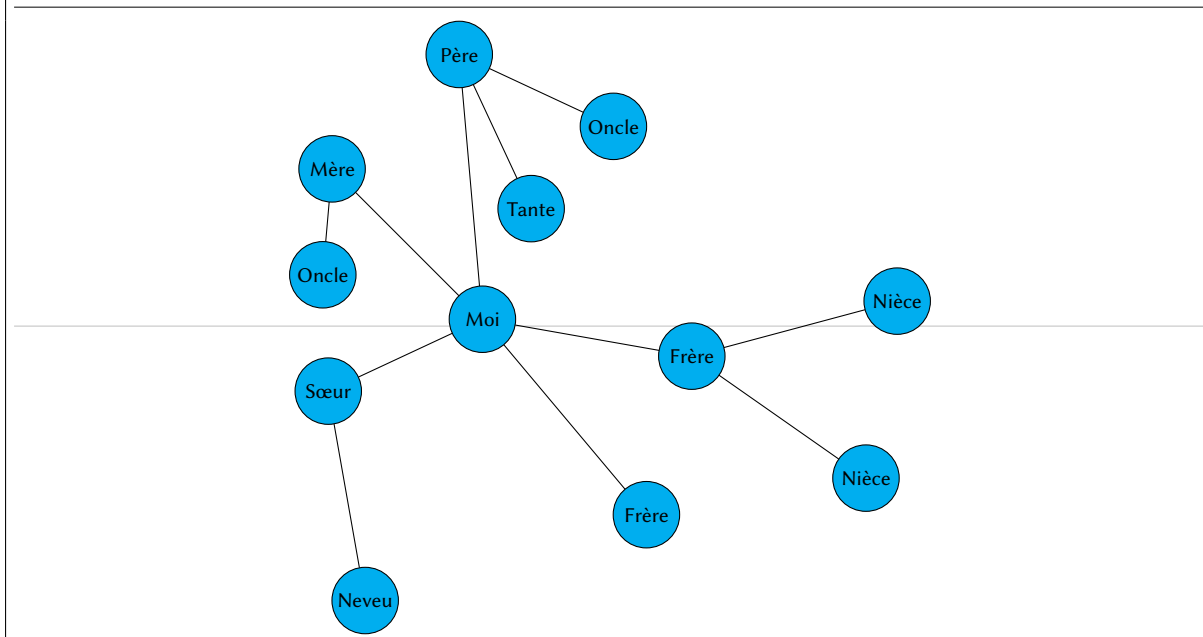 Père
Oncle
Mère
Tante
Oncle
Nièce
Moi
Frère
Sœur
Nièce
Frère
Neveu